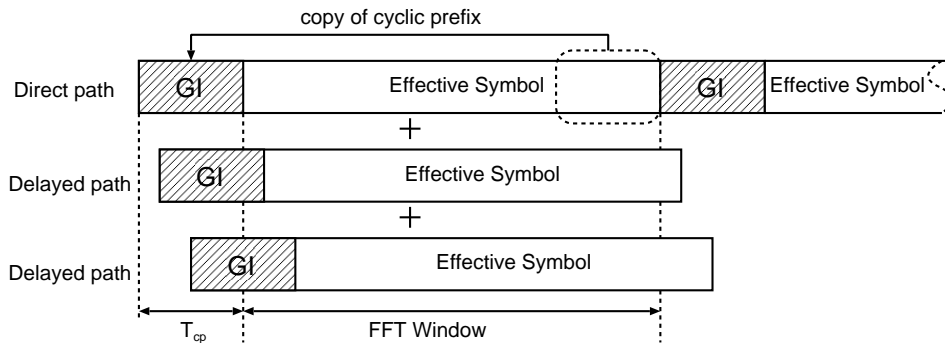 copy of cyclic prefix
Direct path GI Effective Symbol GI Effective Symbol
+
Delayed path GI Effective Symbol
+
Delayed path GI Effective Symbol
Tcp FFT Window